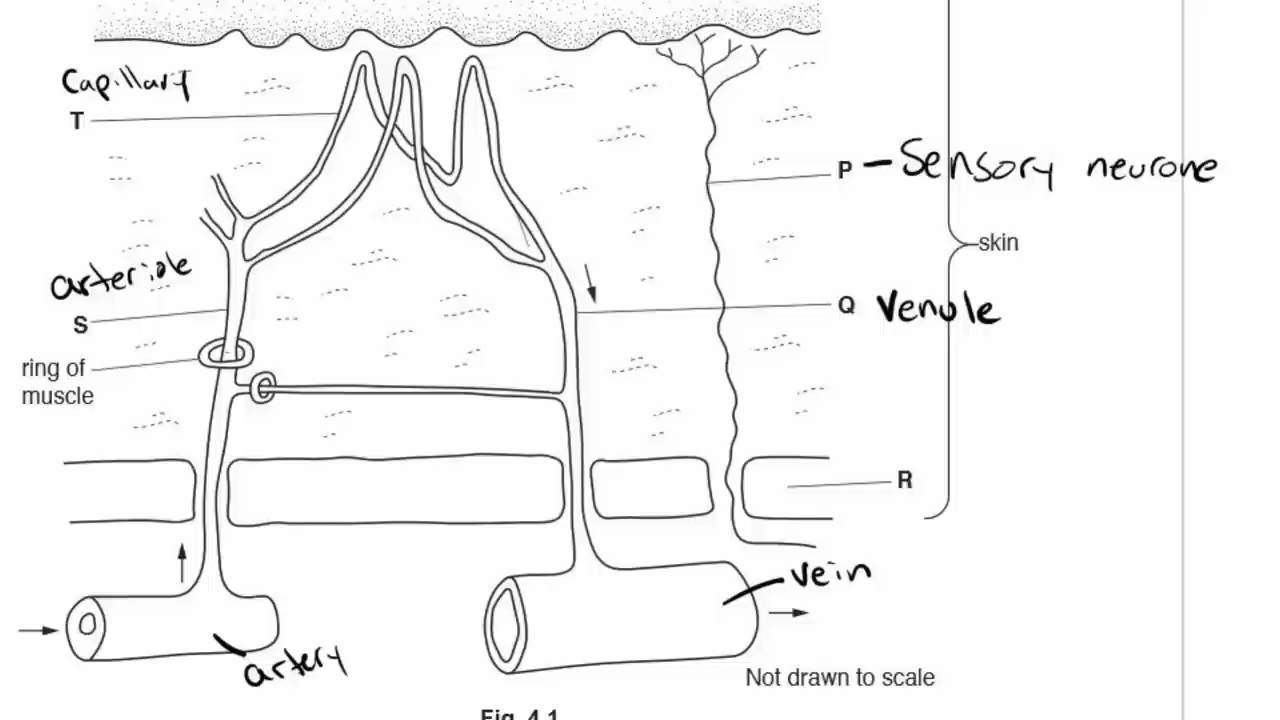 Capillary
T
P – Sensory neurone
skin
arteriole
S
Q Venule
ring of
muscle
R
vein
artery
Not drawn to scale
Fig. 4.1